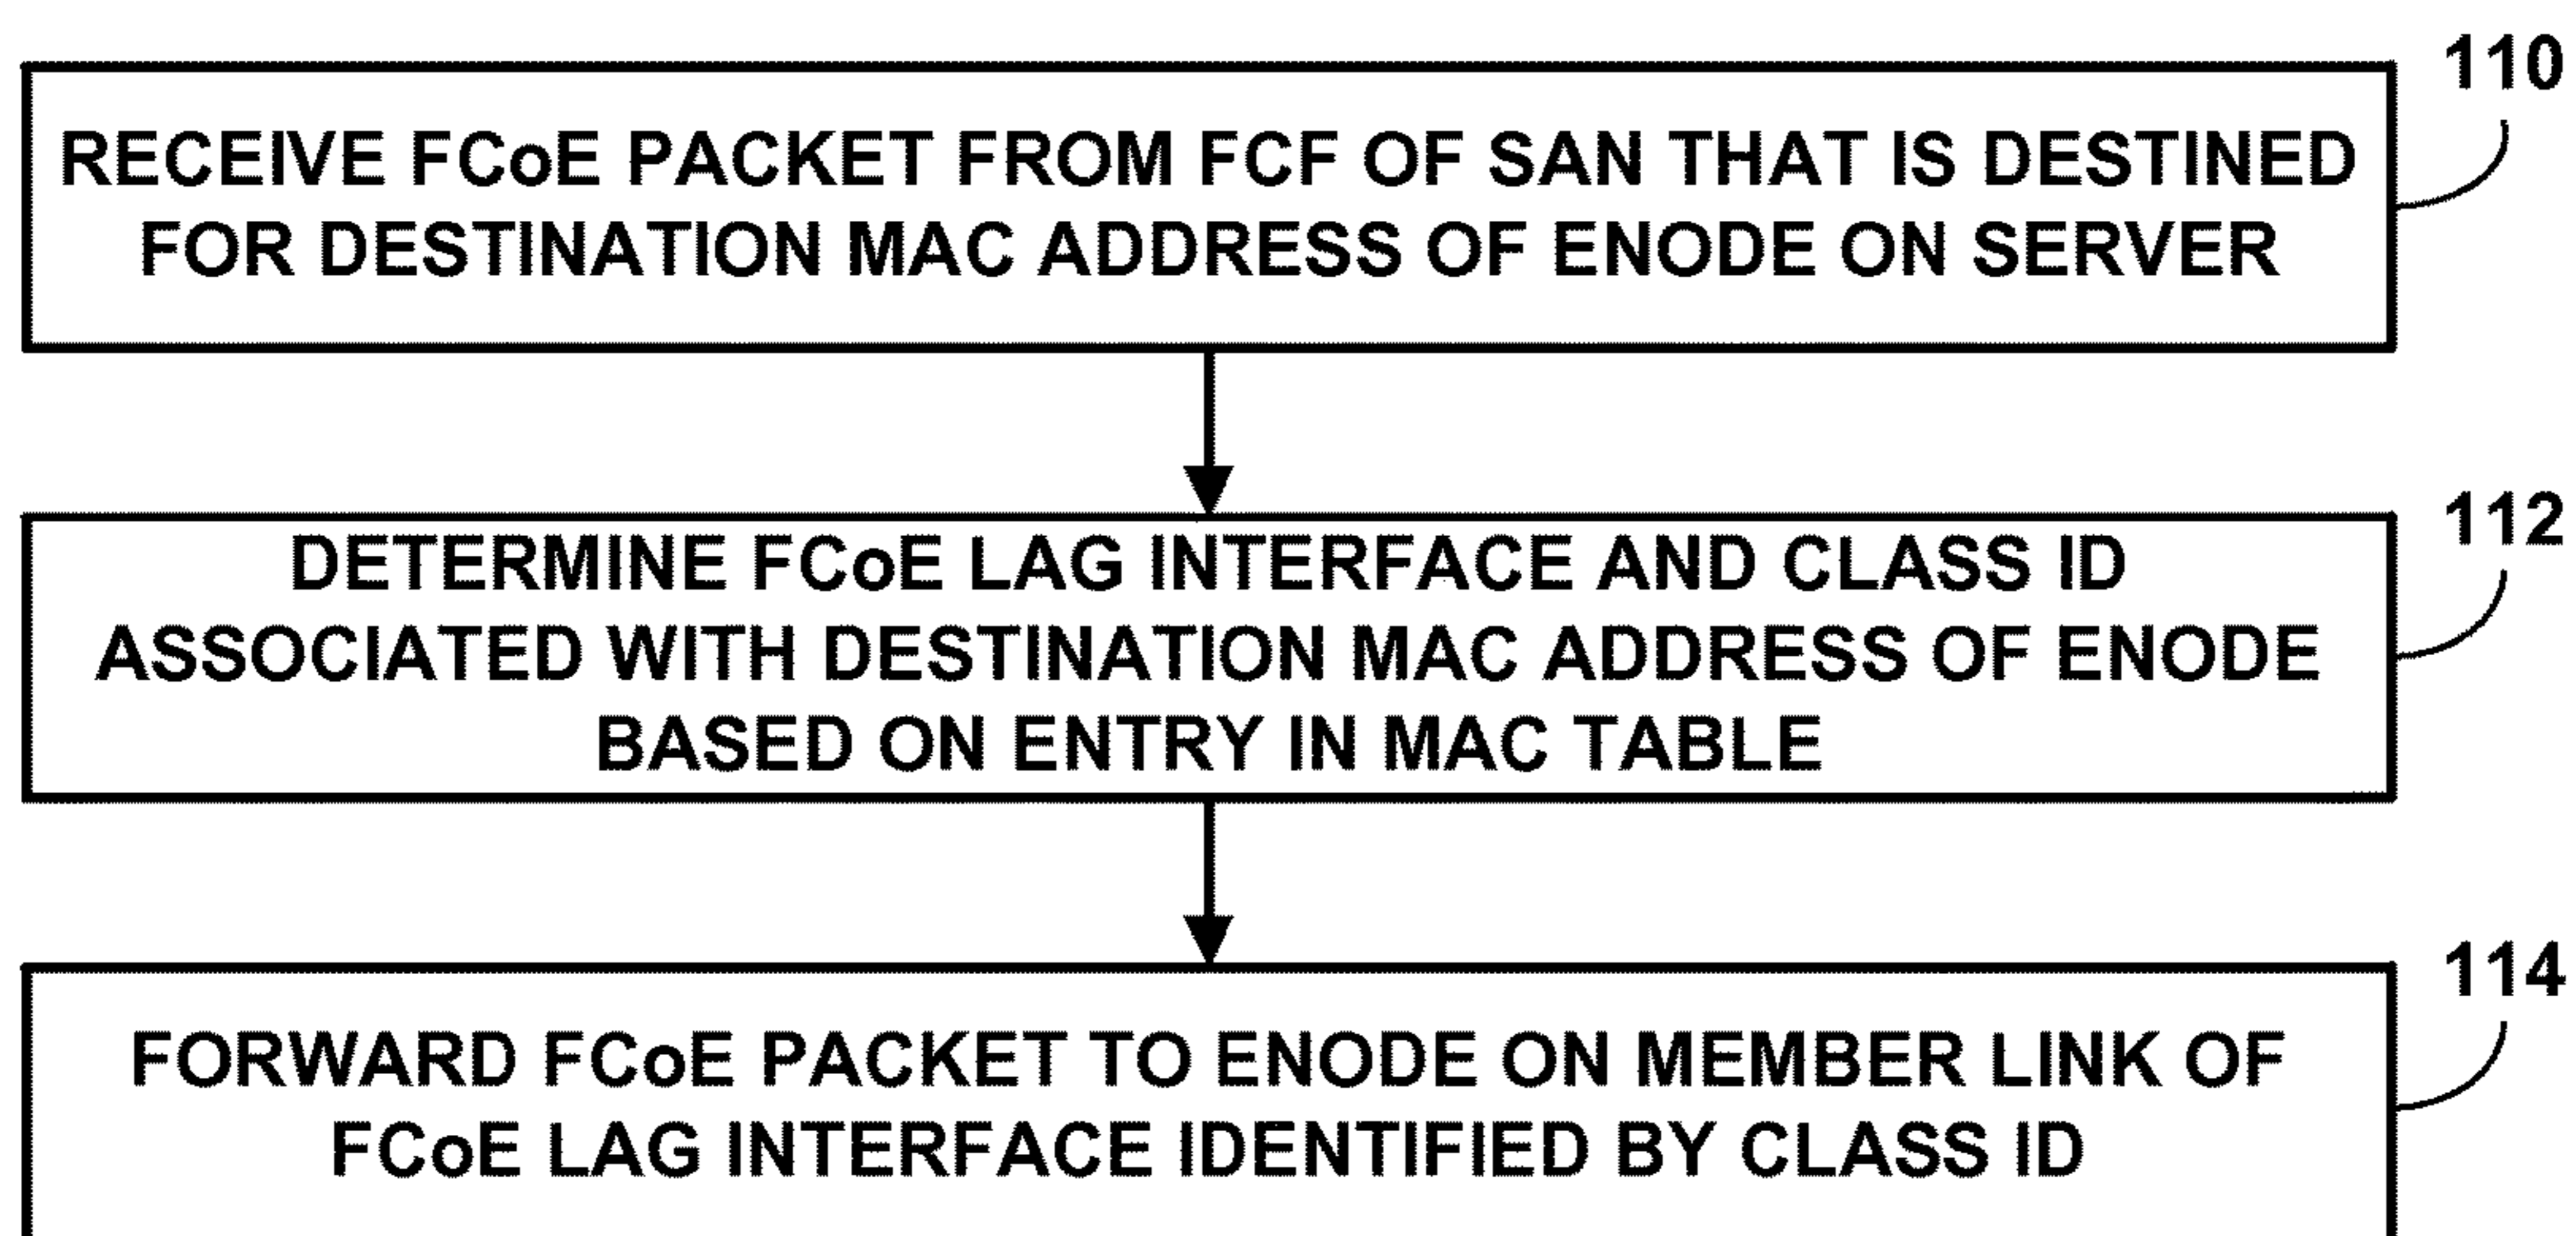 110
RECEIVE FCoE PACKET FROM FCF OF SAN THAT IS DESTINED
FOR DESTINATION MAC ADDRESS OF ENODE ON SERVER
112
DETERMINE FCoE LAG INTERFACE AND CLASS ID
ASSOCIATED WITH DESTINATION MAC ADDRESS OF ENODE
BASED ON ENTRY IN MAC TABLE
114
FORWARD FCoE PACKET TO ENODE ON MEMBER LINK OF
FCoE LAG INTERFACE IDENTIFIED BY CLASS ID